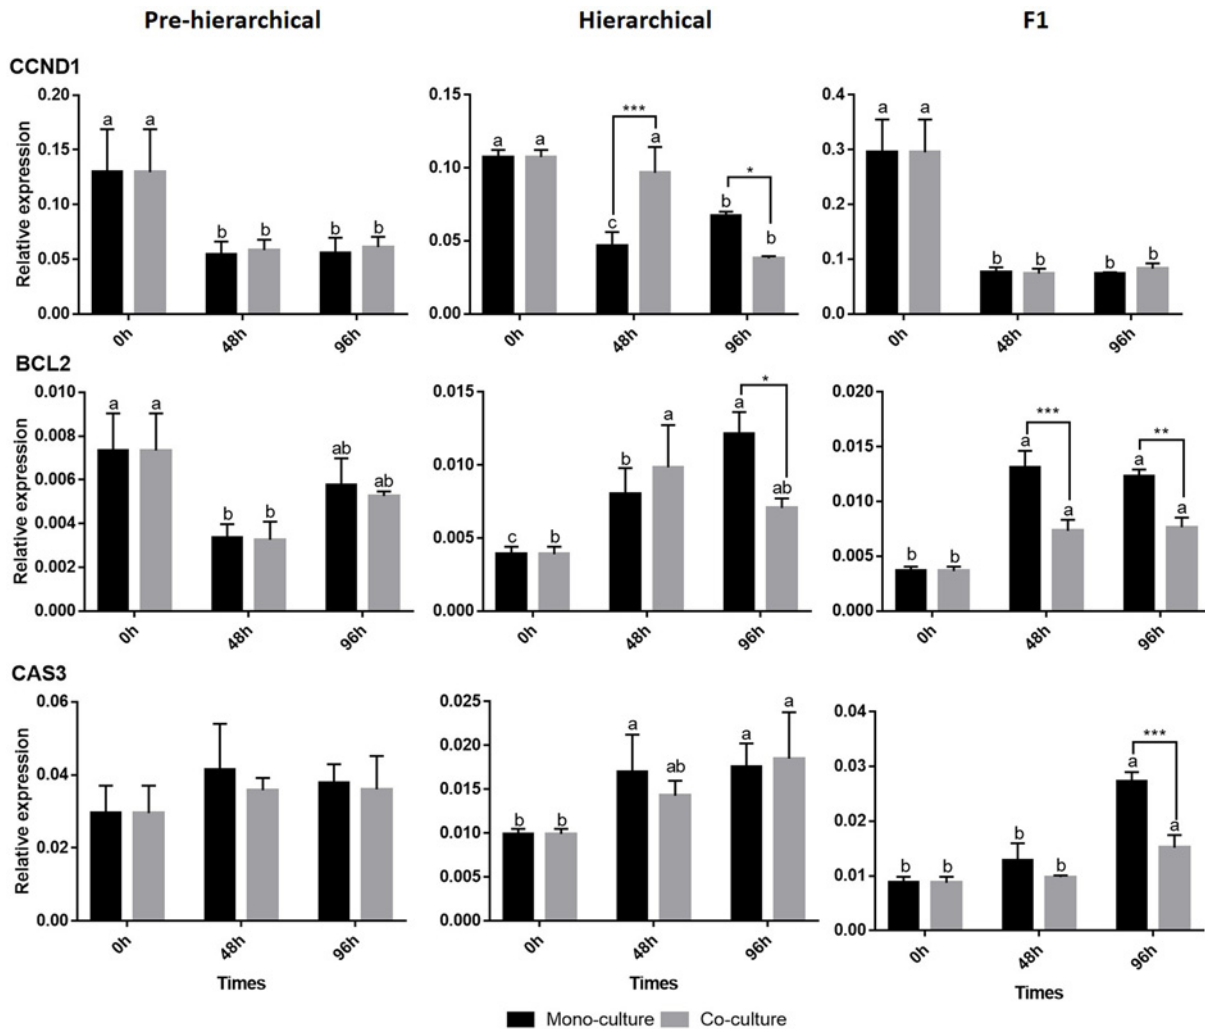 Pre-hierarchical Hierarchical F1
CCND1
Relative expression
0.20
0.15
0.10
0.05
0.00
a a
b b
b b
0h 48h 96h
0.15
0.10
0.05
0.00
a a
c *** a
b * b
0h 48h 96h
0.4
0.3
0.2
0.1
0.0
a a
b b
b b
0h 48h 96h
BCL2
Relative expression
0.010
0.008
0.006
0.004
0.002
0.000
a a
b b
ab ab
0h 48h 96h
0.015
0.010
0.005
0.000
c b
b a
a * ab
0h 48h 96h
0.020
0.015
0.010
0.005
0.000
b b
a *** a
a ** a
0h 48h 96h
CAS3
Relative expression
0.06
0.04
0.02
0.00
0h 48h 96h
Times
0.025
0.020
0.015
0.010
0.005
0.000
b b
a ab
a a
0h 48h 96h
Times
0.04
0.03
0.02
0.01
0.00
b b
b b
a *** a
0h 48h 96h
Times
Mono-culture Co-culture